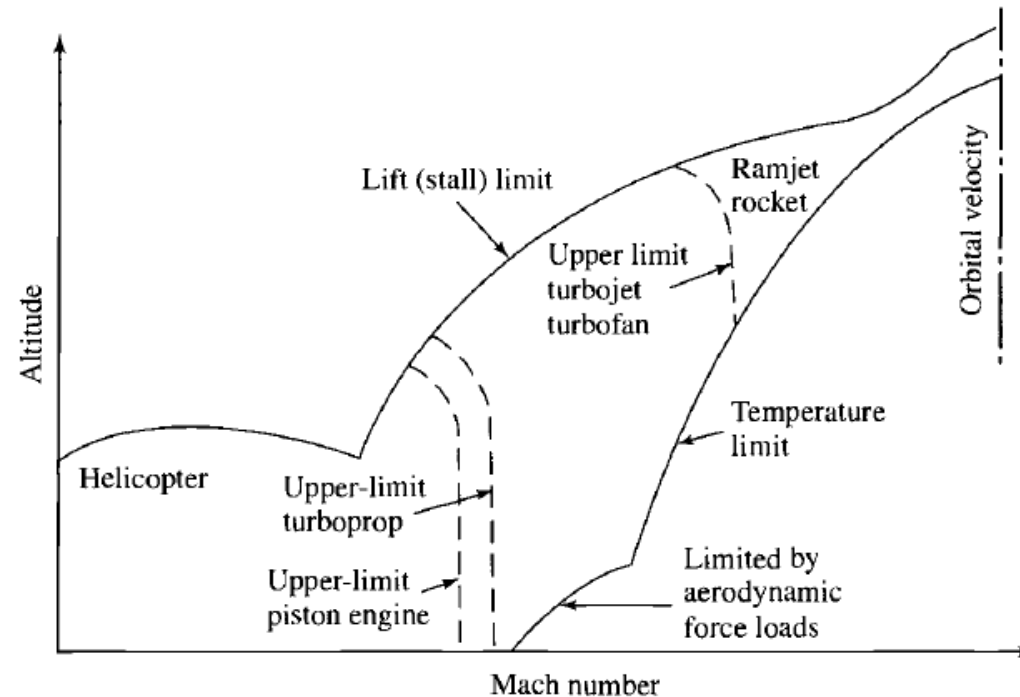 Lift (stall) limit
Ramjet
rocket
Upper limit
turbojet
turbofan
Orbital velocity
Altitude
Temperature
limit
Helicopter
Upper-limit
turboprop
Upper-limit
piston engine
Limited by
aerodynamic
force loads
Mach number